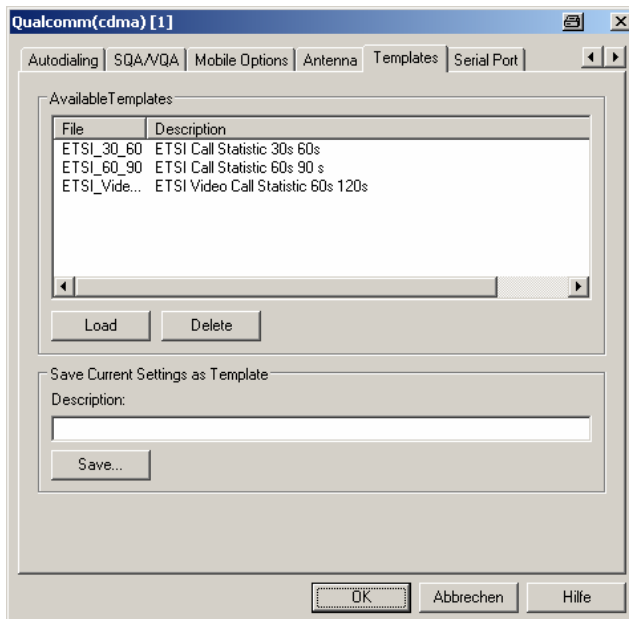 Qualcomm(cdma) [1]
Autodialing SQA/VQA Mobile Options Antenna Templates Serial Port
AvailableTemplates
File Description
ETSI_30_60 ETSI Call Statistic 30s 60s
ETSI_60_90 ETSI Call Statistic 60s 90 s
ETSI_Vide... ETSI Video Call Statistic 60s 120s
Load Delete
Save Current Settings as Template
Description:
Save...
OK Abbrechen Hilfe